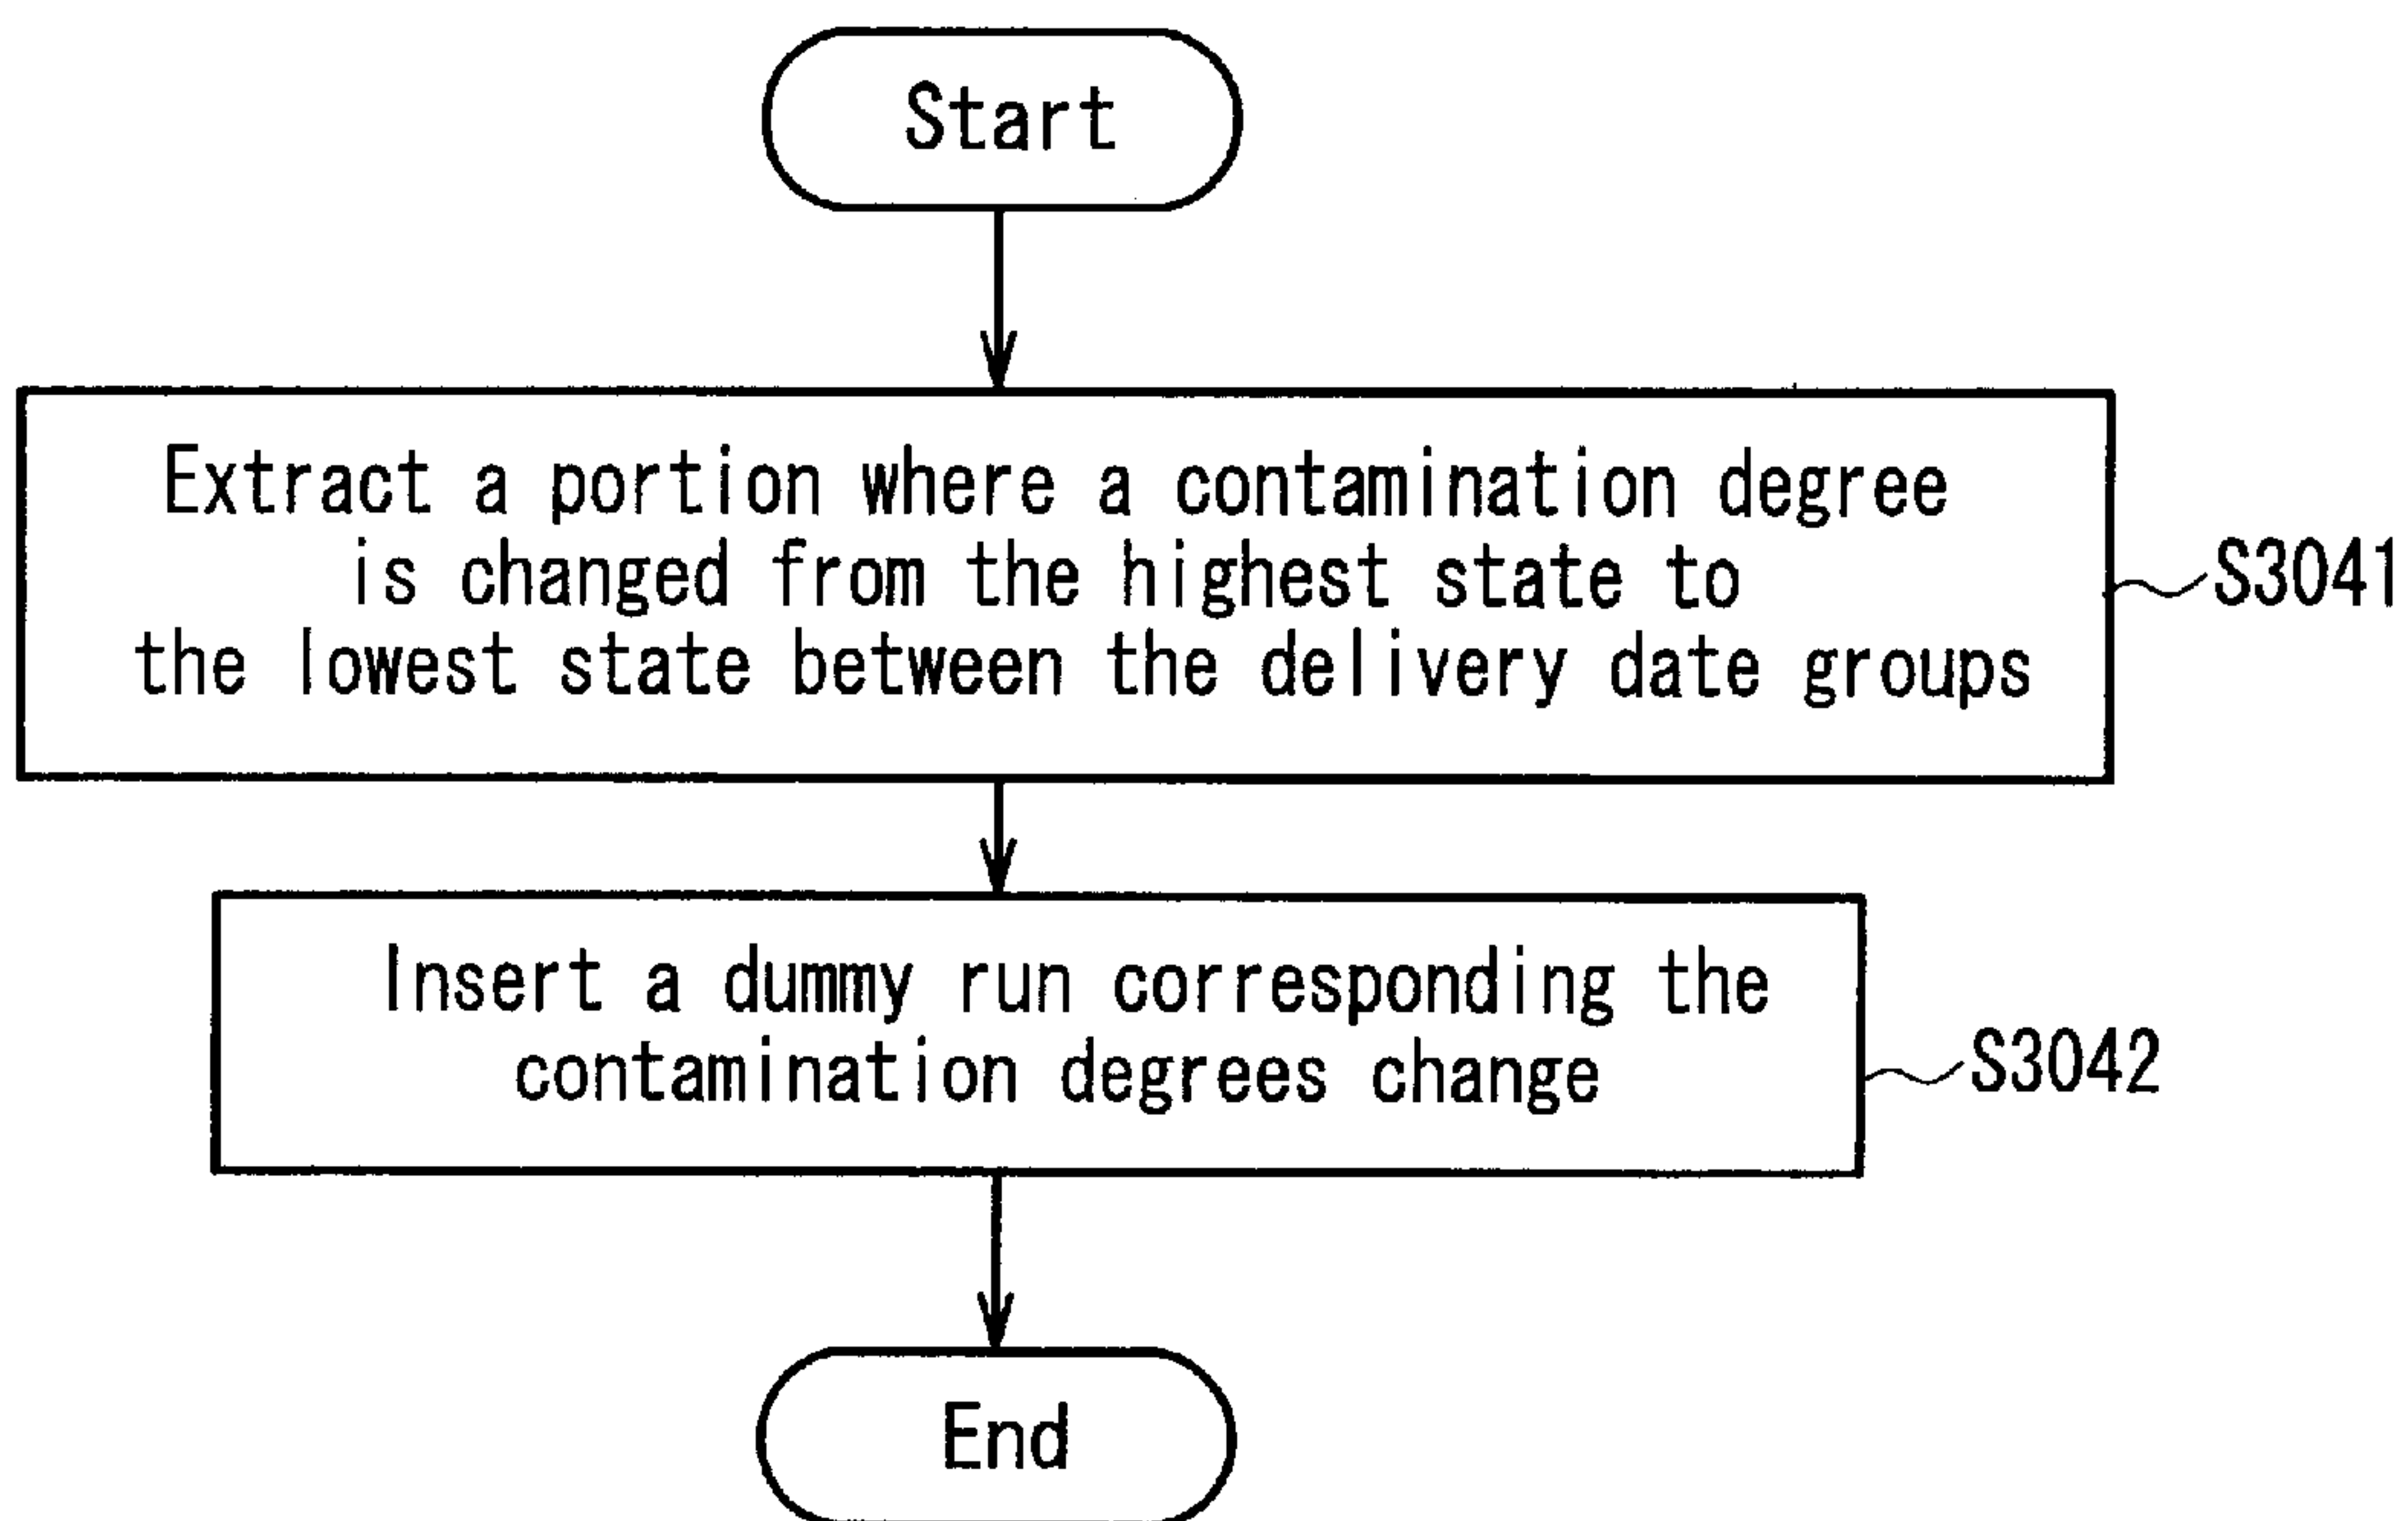 Start
Extract a portion where a contamination degree
is changed from the highest state to
the lowest state between the delivery date groups
S3041
Insert a dummy run corresponding the
contamination degrees change
S3042
End